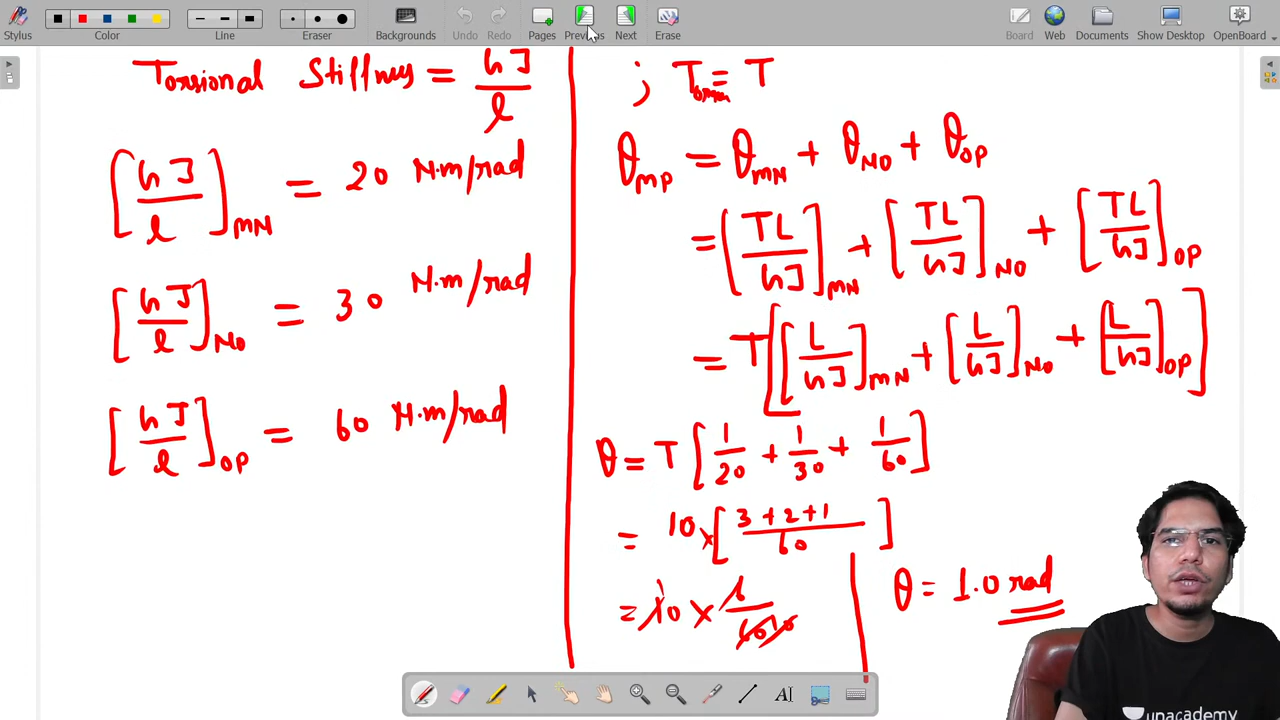 Stylus Color Line Eraser Backgrounds Undo Redo Pages Previous Next Erase Board Web Documents Show Desktop OpenBoard
Torsional Stiffness = GJ/l
[GJ/l]MN = 20 N.m/rad
[GJ/l]NO = 30 N.m/rad
[GJ/l]OP = 60 N.m/rad
; T = T
θMP = θMN + θNO + θOP
= [TL/GJ]MN + [TL/GJ]NO + [TL/GJ]OP
= T[[L/GJ]MN + [L/GJ]NO + [L/GJ]OP]
θ = T[1/20 + 1/30 + 1/60]
= 10 × [3+2+1/60]
= 10 × 6/60
θ = 1.0 rad
unacademy